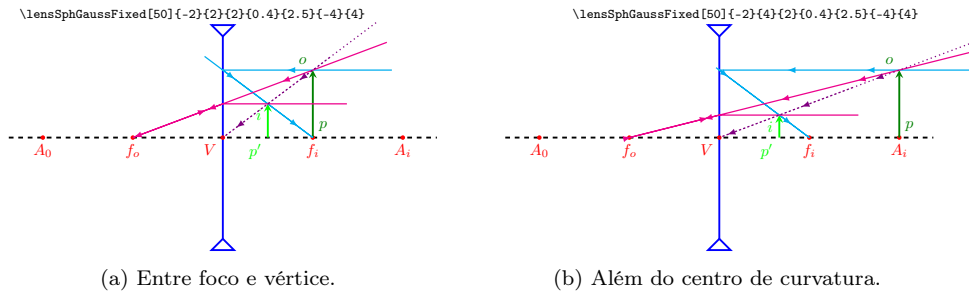 \lensSphGaussFixed[50]{-2}{2}{2}{0.4}{2.5}{-4}{4}
o
i
p
A₀ fₒ V p′ fᵢ Aᵢ
(a) Entre foco e vértice.
\lensSphGaussFixed[50]{-2}{4}{2}{0.4}{2.5}{-4}{4}
o
i
p
A₀ fₒ V p′ fᵢ Aᵢ
(b) Além do centro de curvatura.